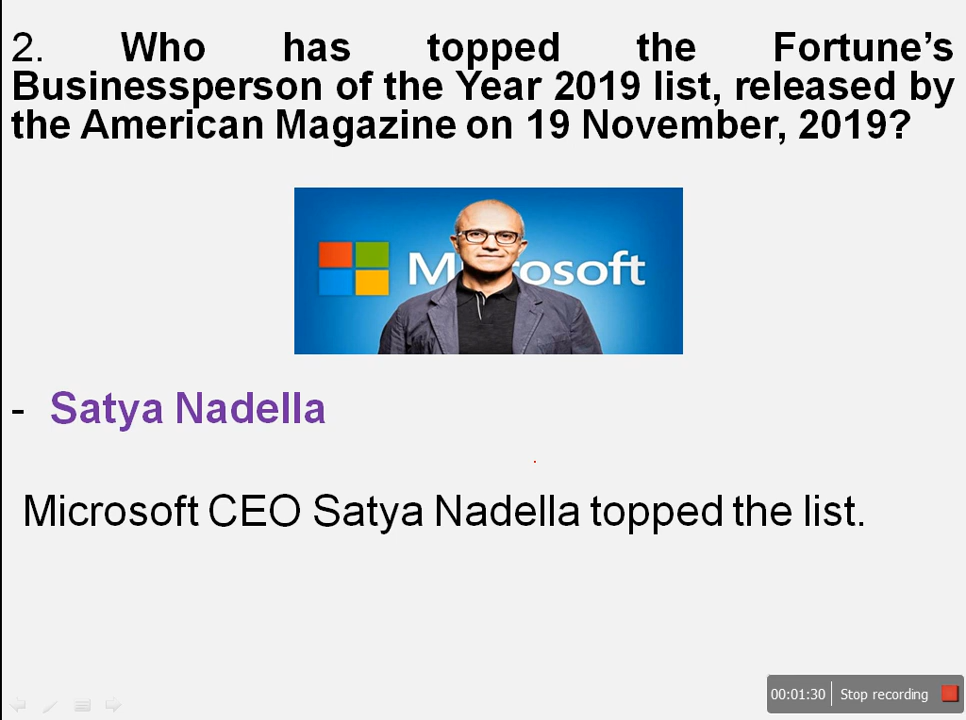 2. Who has topped the Fortune's
Businessperson of the Year 2019 list, released by
the American Magazine on 19 November, 2019?
Microsoft
- Satya Nadella
Microsoft CEO Satya Nadella topped the list.
00:01:30 Stop recording